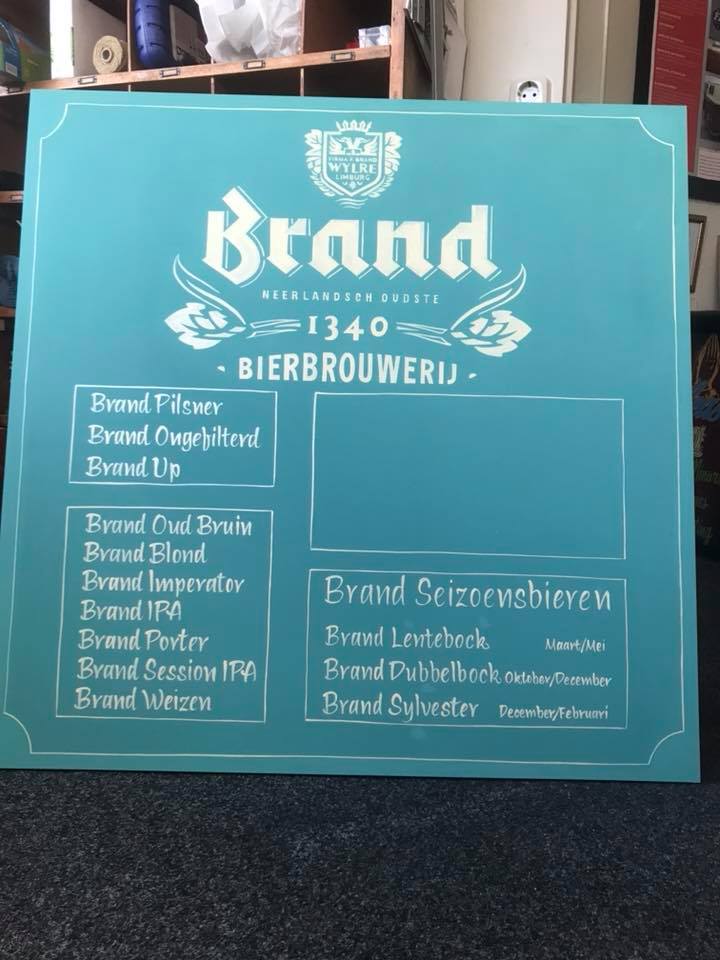 FIRMA F. BRAND
WYLRE
LIMBURG
Brand
NEERLANDSCH OUDSTE
1340
· BIERBROUWERIJ ·
Brand Pilsner
Brand Ongefilterd
Brand Up
Brand Oud Bruin
Brand Blond
Brand Imperator
Brand IPA
Brand Porter
Brand Session IPA
Brand Weizen
Brand Seizoensbieren
Brand Lentebock Maart/Mei
Brand Dubbelbock Oktober/December
Brand Sylvester December/Februari